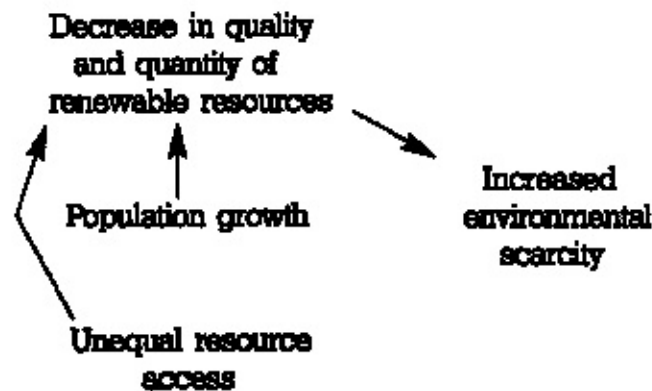 Decrease in quality
and quantity of
renewable resources
Increased
environmental
scarcity
Population growth
Unequal resource
access